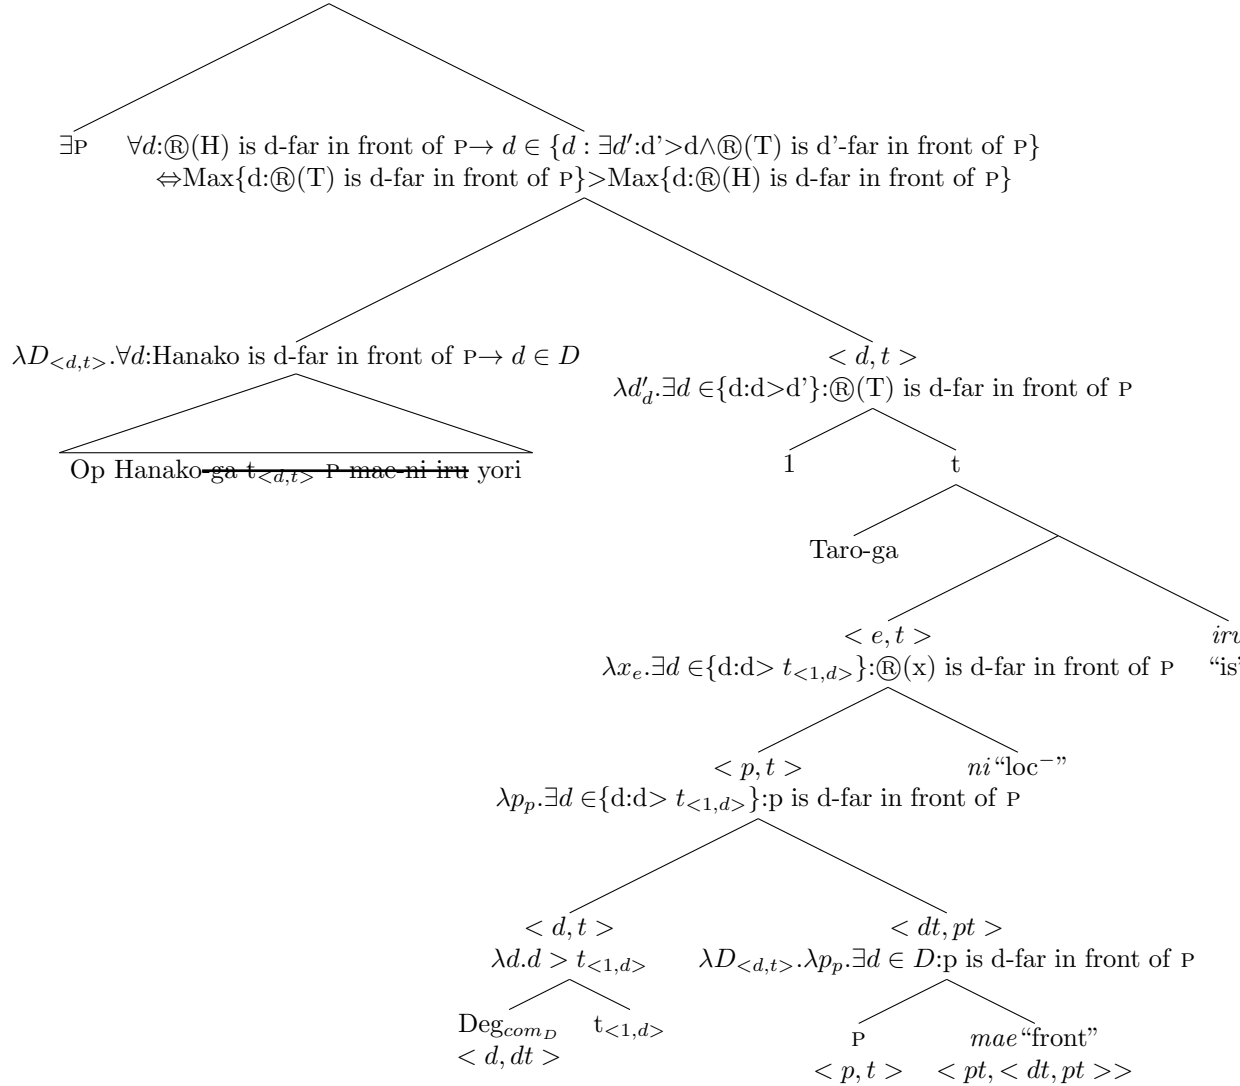 ∃P ∀d:Ⓡ(H) is d-far in front of P→ d ∈ {d : ∃d′:d’>d∧Ⓡ(T) is d’-far in front of P}
⇔Max{d:Ⓡ(T) is d-far in front of P}>Max{d:Ⓡ(H) is d-far in front of P}
λD<d,t>.∀d:Hanako is d-far in front of P→ d ∈ D
< d, t >
λd′d.∃d ∈{d:d>d’}:Ⓡ(T) is d-far in front of P
Op Hanako-ga t<d,t> P mae-ni iru yori
1 t
Taro-ga
< e, t >
λxe.∃d ∈{d:d> t<1,d>}:Ⓡ(x) is d-far in front of P
“is”
< p, t > ni“loc⁻”
λpp.∃d ∈{d:d> t<1,d>}:p is d-far in front of P
< d, t > < dt, pt >
λd.d > t<1,d> λD<d,t>.λpp.∃d ∈ D:p is d-far in front of P
DegcomD t<1,d>
< d, dt >
P mae“front”
< p, t > < pt, < dt, pt >>